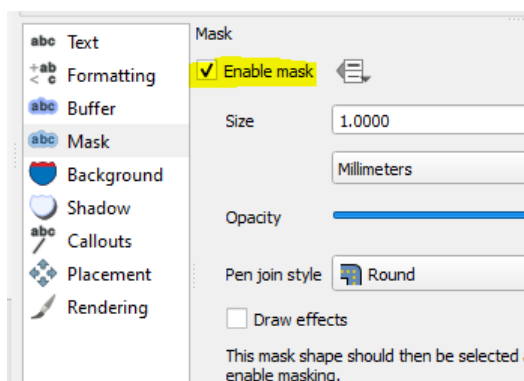 abc Text
+ab
< c Formatting
abc Buffer
abc Mask
Background
Shadow
abc Callouts
Placement
Rendering
Mask
Enable mask
Size 1.0000
Millimeters
Opacity
Pen join style Round
Draw effects
This mask shape should then be selected
enable masking.